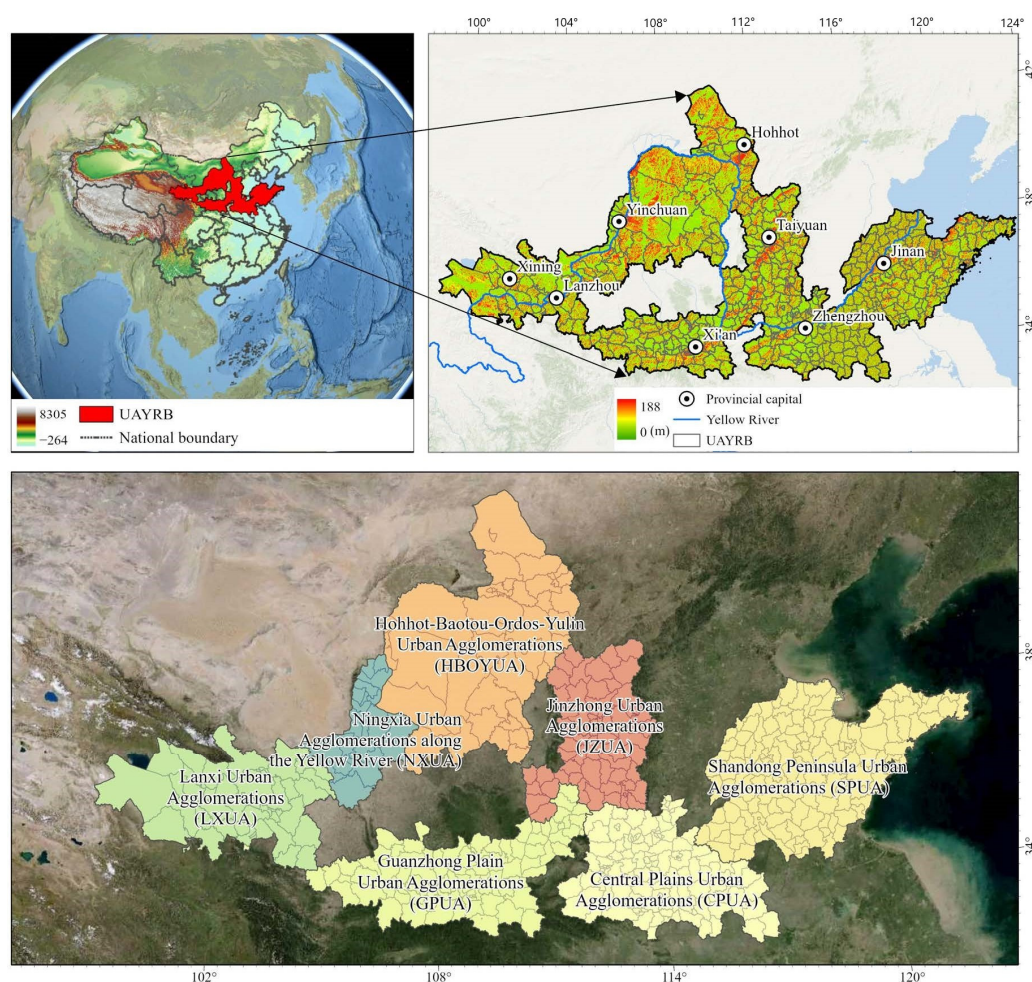 100° 104° 108° 112° 116° 120° 124°
42°
38°
34°
Hohhot
Yinchuan
Taiyuan
Jinan
Xining
Lanzhou
Zhengzhou
Xi'an
8305
−264
UAYRB
National boundary
188
0 (m)
Provincial capital
Yellow River
UAYRB
Hohhot-Baotou-Ordos-Yulin
Urban Agglomerations
(HBOYUA)
38°
Ningxia Urban
Agglomerations along
the Yellow River (NXUA)
Jinzhong Urban
Agglomerations
(JZUA)
Lanxi Urban
Agglomerations
(LXUA)
Shandong Peninsula Urban
Agglomerations (SPUA)
34°
Guanzhong Plain
Urban Agglomerations
(GPUA)
Central Plains Urban
Agglomerations (CPUA)
102° 108° 114° 120°